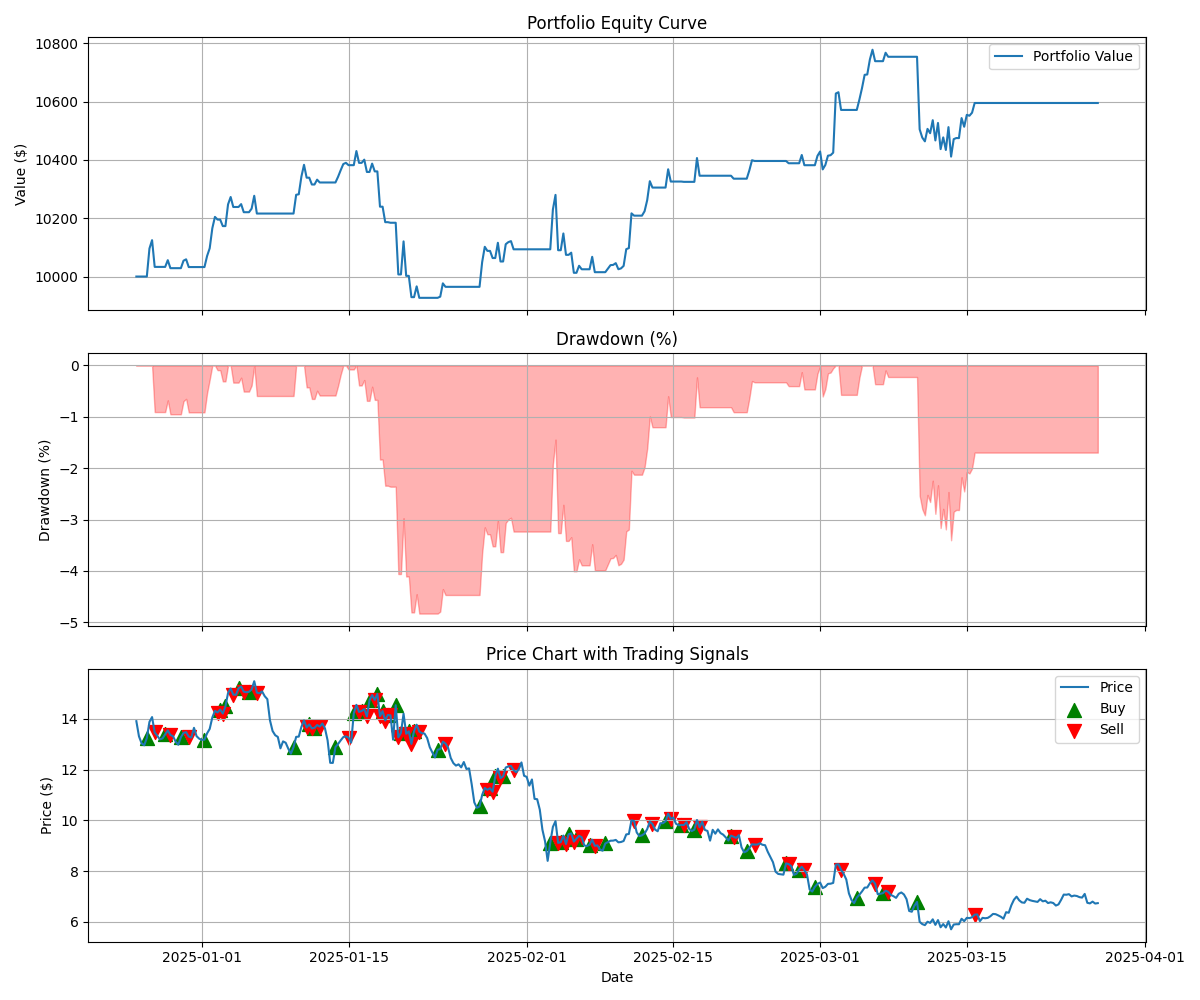 Portfolio Equity Curve
10800
10600
10400
10200
10000
Value ($)
Portfolio Value
Drawdown (%)
0
−1
−2
−3
−4
−5
Drawdown (%)
Price Chart with Trading Signals
14
12
10
8
6
Price ($)
Price
Buy
Sell
2025-01-01 2025-01-15 2025-02-01 2025-02-15 2025-03-01 2025-03-15 2025-04-01
Date